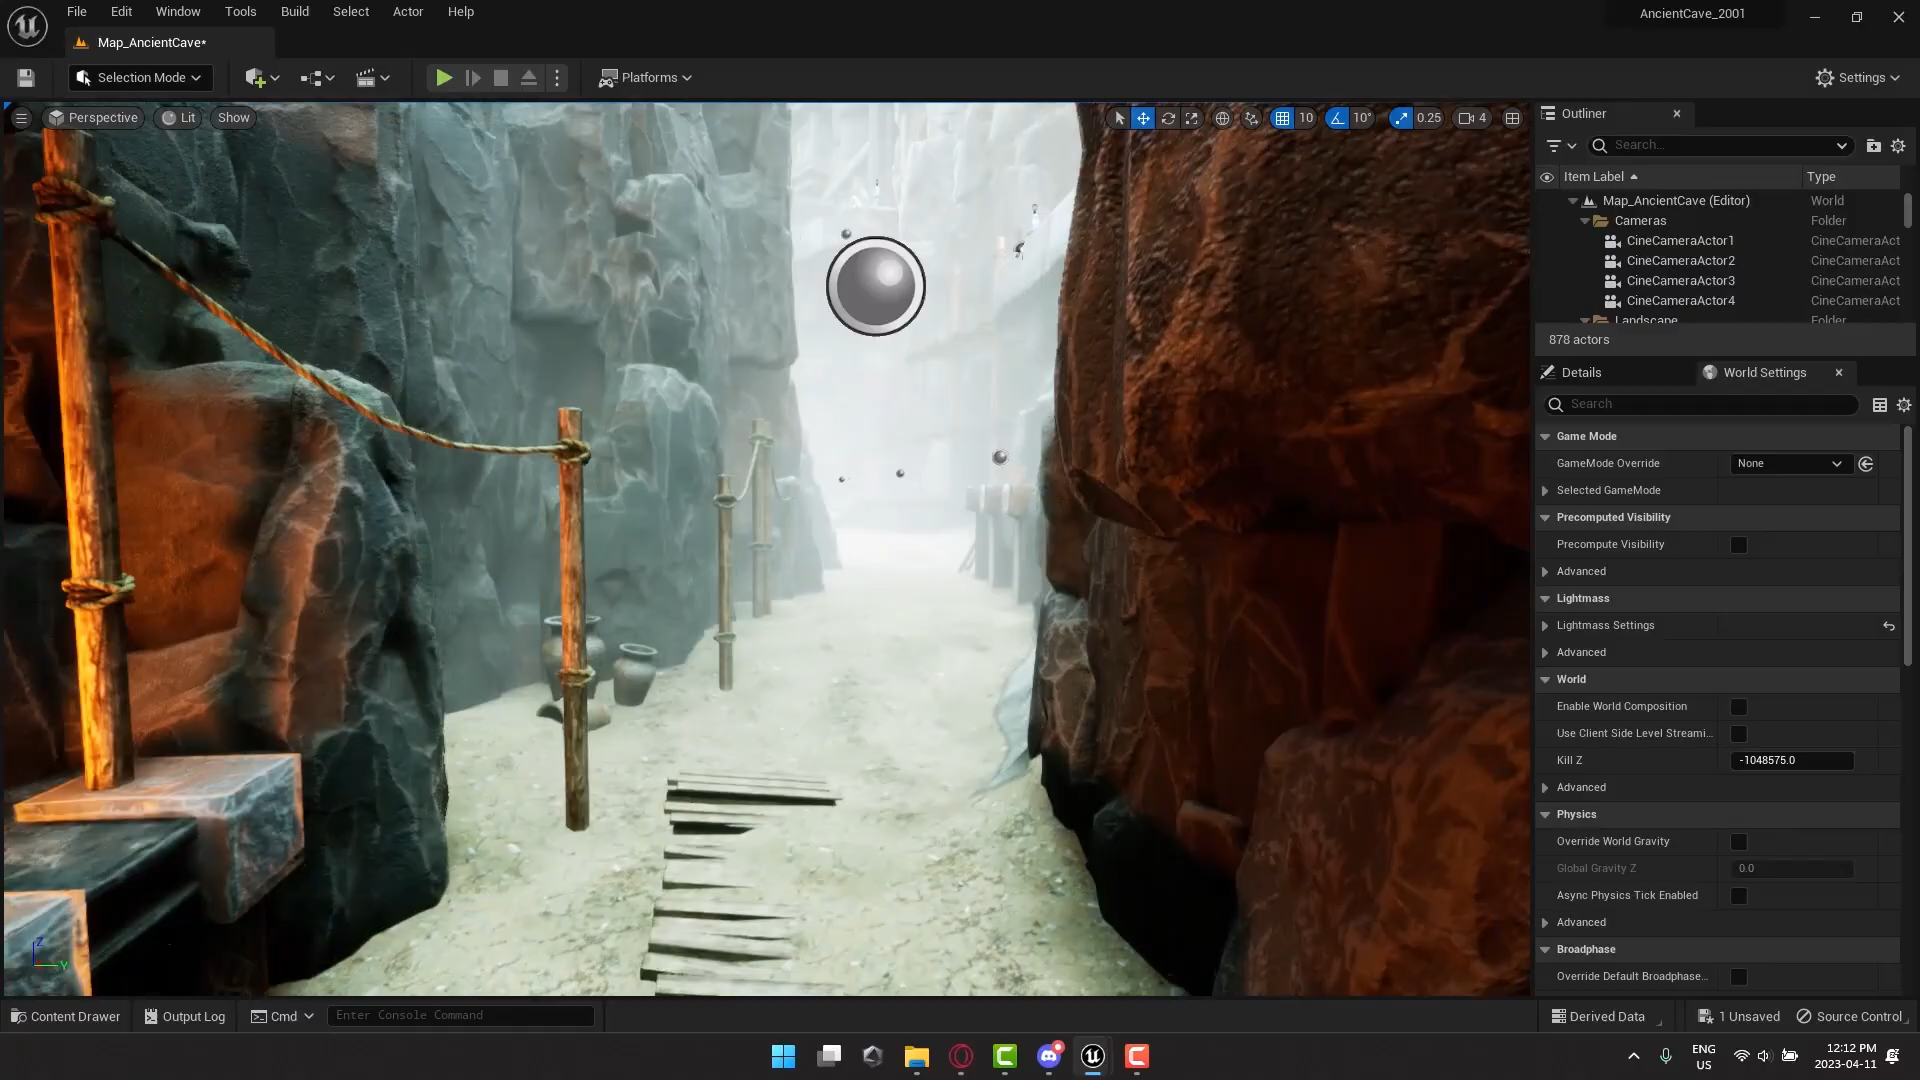 File Edit Window Tools Build Select Actor Help
AncientCave_2001
Map_AncientCave*
Selection Mode
Platforms
Settings
Perspective Lit Show
10 10° 0.25 4
Outliner
Search...
Item Label Type
Map_AncientCave (Editor) World
Cameras Folder
CineCameraActor1 CineCameraAct
CineCameraActor2 CineCameraAct
CineCameraActor3 CineCameraAct
CineCameraActor4 CineCameraAct
Landscape Folder
878 actors
Details World Settings
Search
Game Mode
GameMode Override None
Selected GameMode
Precomputed Visibility
Precompute Visibility
Advanced
Lightmass
Lightmass Settings
Advanced
World
Enable World Composition
Use Client Side Level Streami...
Kill Z -1048575.0
Advanced
Physics
Override World Gravity
Global Gravity Z 0.0
Async Physics Tick Enabled
Advanced
Broadphase
Override Default Broadphase...
Z
Y
Content Drawer Output Log Cmd Enter Console Command
Derived Data 1 Unsaved Source Control
ENG
US
12:12 PM
2023-04-11